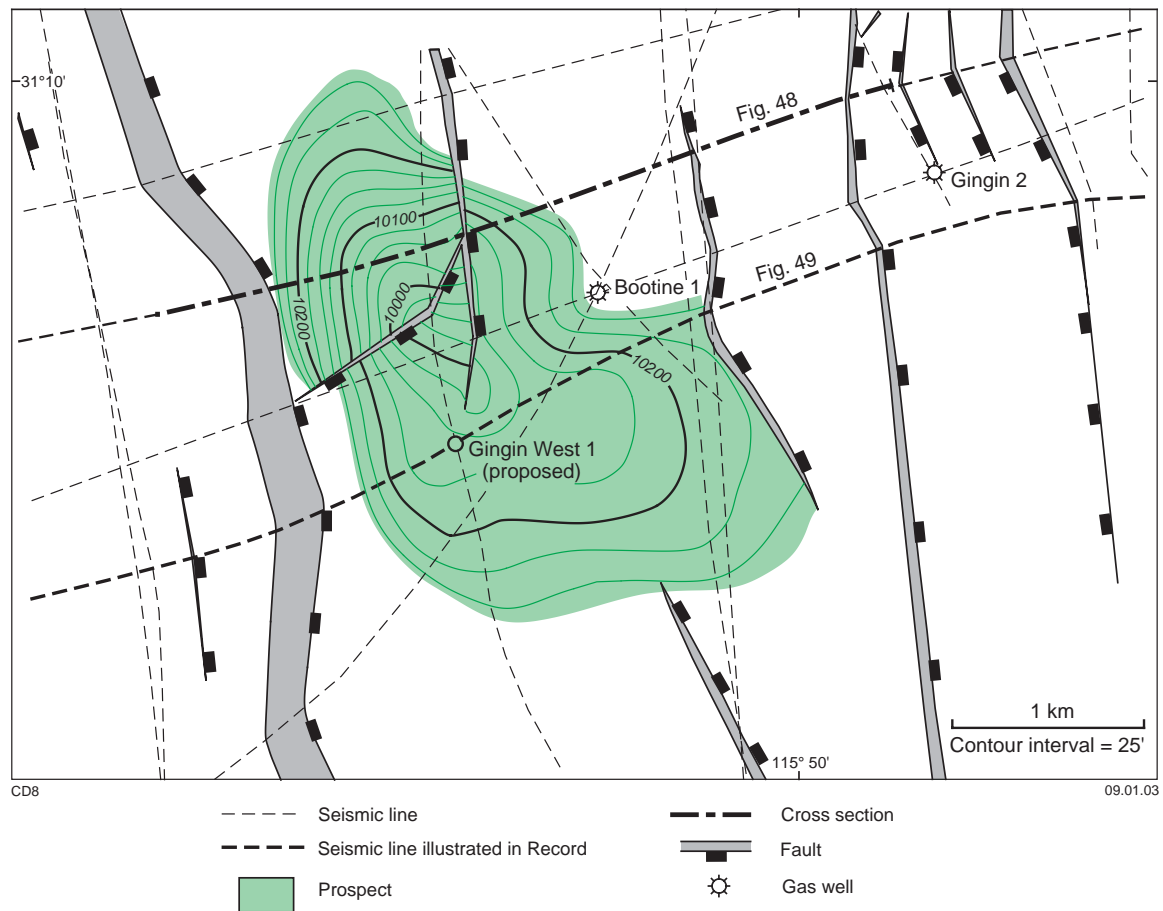 31°10'
Fig. 48
Gingin 2
10100
Fig. 49
Bootine 1
10000
10200
10200
Gingin West 1
(proposed)
1 km
Contour interval = 25'
115° 50'
CD8
09.01.03
Seismic line
Cross section
Seismic line illustrated in Record
Fault
Prospect
Gas well